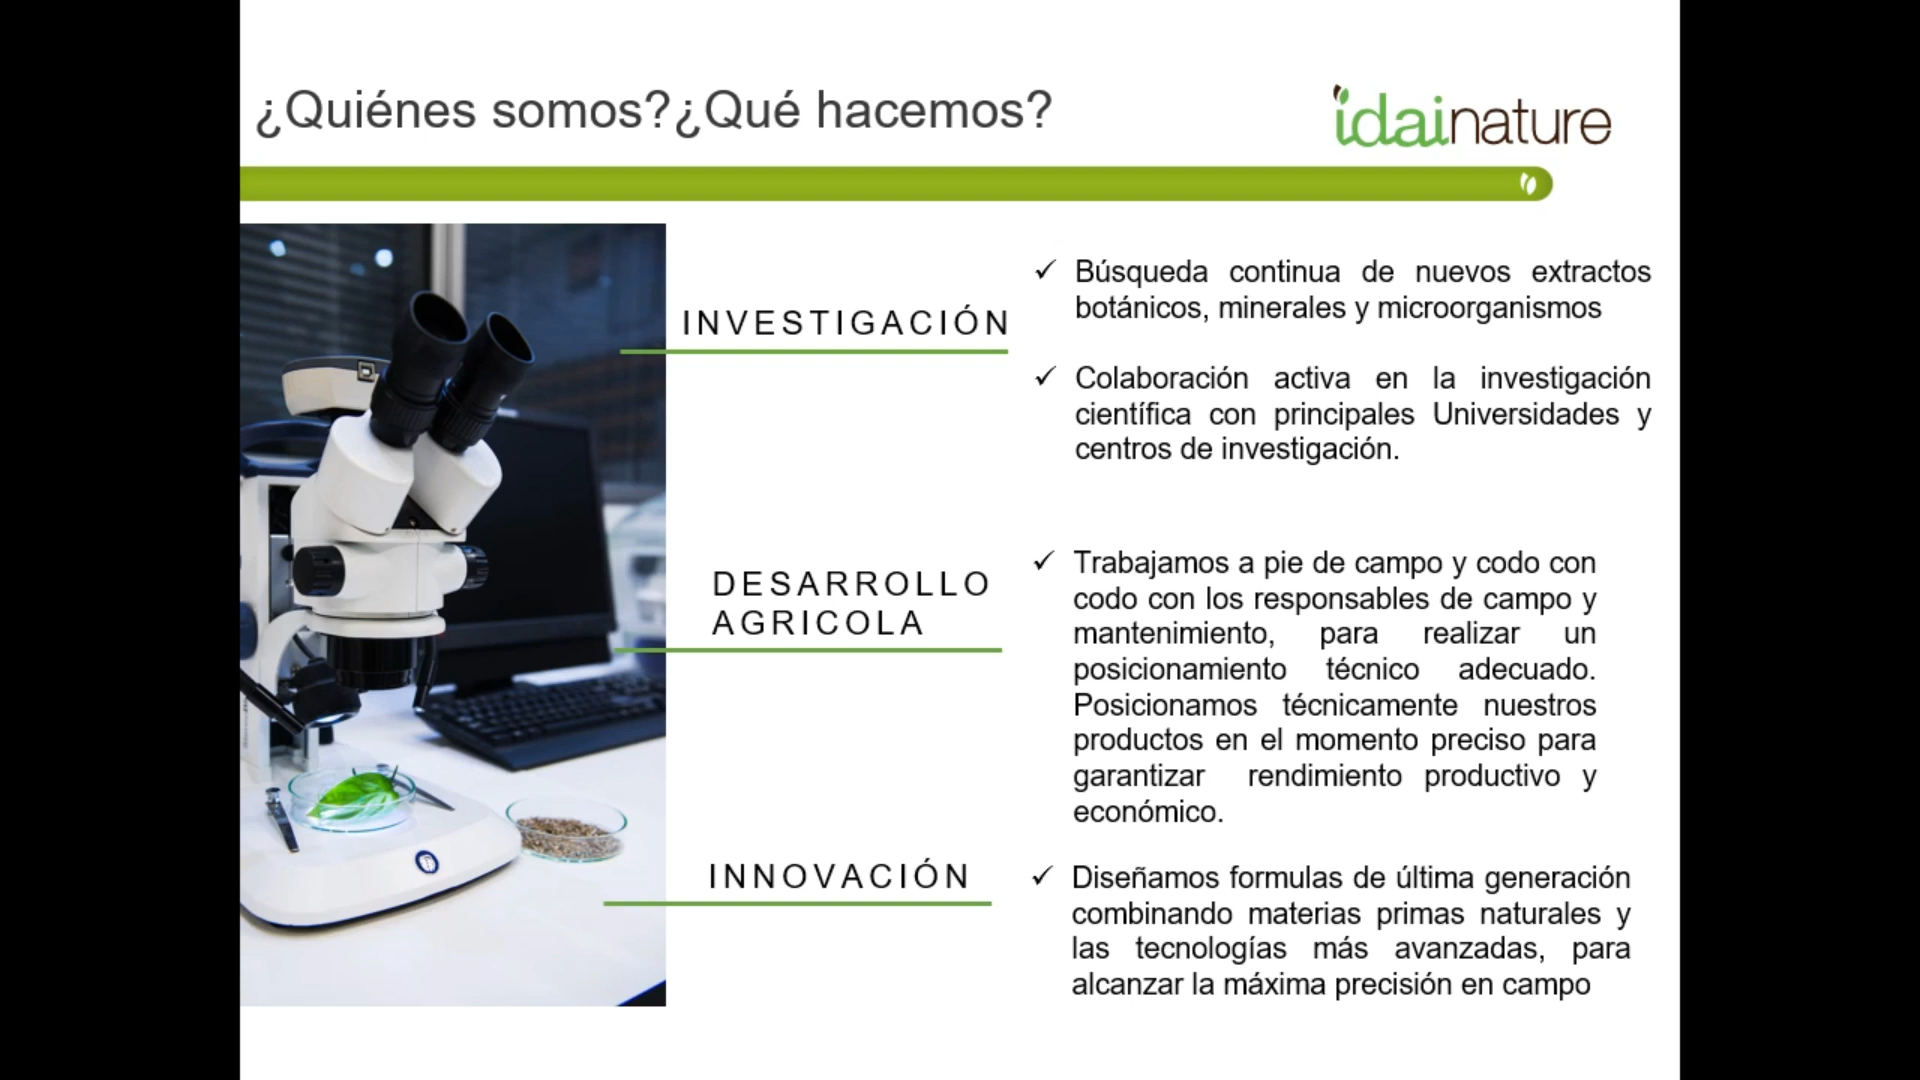 ¿Quiénes somos?¿Qué hacemos?
idainature
INVESTIGACIÓN
✓ Búsqueda continua de nuevos extractos
botánicos, minerales y microorganismos
✓ Colaboración activa en la investigación
científica con principales Universidades y
centros de investigación.
DESARROLLO
AGRICOLA
✓ Trabajamos a pie de campo y codo con
codo con los responsables de campo y
mantenimiento, para realizar un
posicionamiento técnico adecuado.
Posicionamos técnicamente nuestros
productos en el momento preciso para
garantizar rendimiento productivo y
económico.
INNOVACIÓN
✓ Diseñamos formulas de última generación
combinando materias primas naturales y
las tecnologías más avanzadas, para
alcanzar la máxima precisión en campo